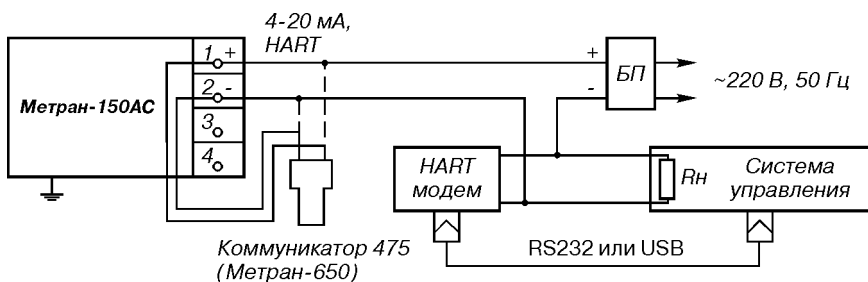 4-20 мА,
HART
1 +
2 -
3
4
Метран-150АС
+
-
БП
~220 В, 50 Гц
HART
модем
Rн
Система
управления
Коммуникатор 475
(Метран-650)
RS232 или USB